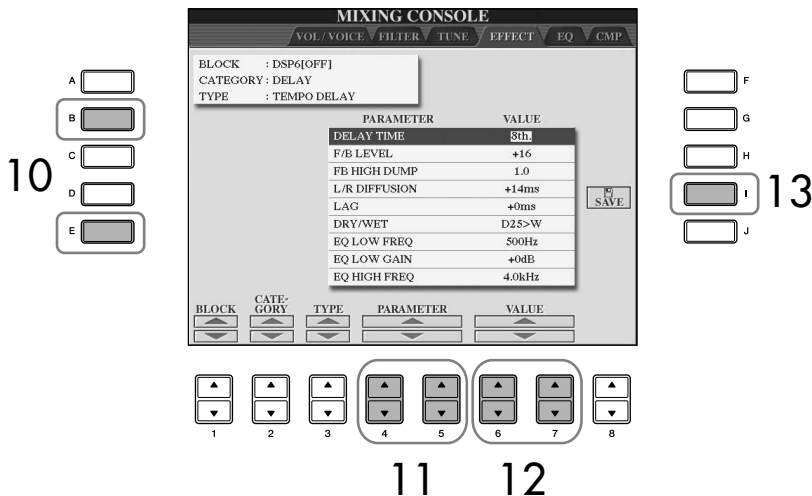 MIXING CONSOLE
VOL/VOICE FILTER TUNE EFFECT EQ CMP
BLOCK : DSP6[OFF]
CATEGORY : DELAY
TYPE : TEMPO DELAY
PARAMETER VALUE
DELAY TIME 8th.
F/B LEVEL +16
FB HIGH DUMP 1.0
L/R DIFFUSION +14ms
LAG +0ms
DRY/WET D25>W
EQ LOW FREQ 500Hz
EQ LOW GAIN +0dB
EQ HIGH FREQ 4.0kHz
SAVE
BLOCK CATE-GORY TYPE PARAMETER VALUE
A
B
C
D
E
10
F
G
H
I
J
13
1 2 3 4 5 6 7 8
11 12